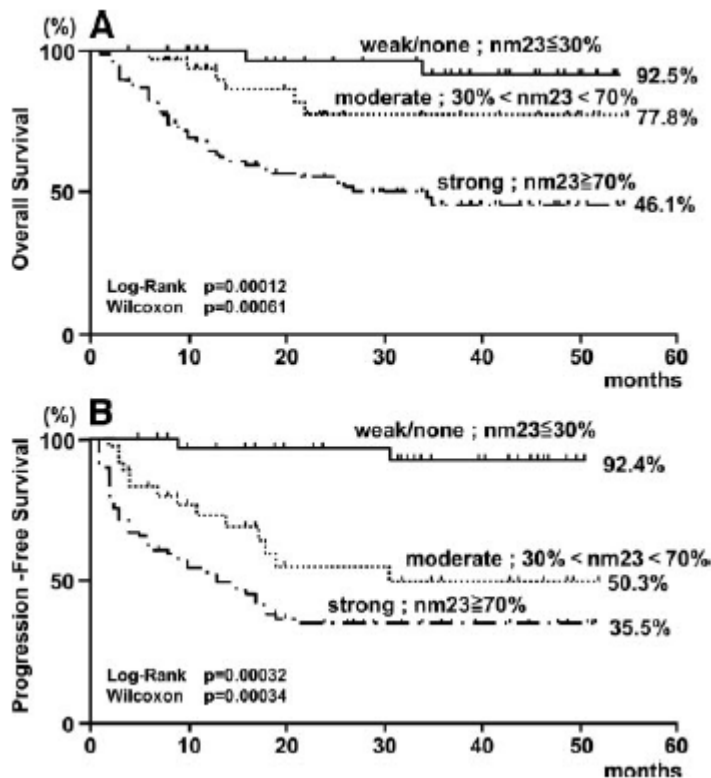 (%)
A
weak/none ; nm23≦30%
100
92.5%
moderate ; 30%<nm23<70%
77.8%
strong ; nm23≧70%
50
46.1%
Overall Survival
Log-Rank p=0.00012
Wilcoxon p=0.00061
0
0 10 20 30 40 50 60
months
(%)
B
weak/none ; nm23≦30%
100
92.4%
moderate ; 30%<nm23<70%
50.3%
50
strong ; nm23≧70%
35.5%
Progression -Free Survival
Log-Rank p=0.00032
Wilcoxon p=0.00034
0
0 10 20 30 40 50 60
months